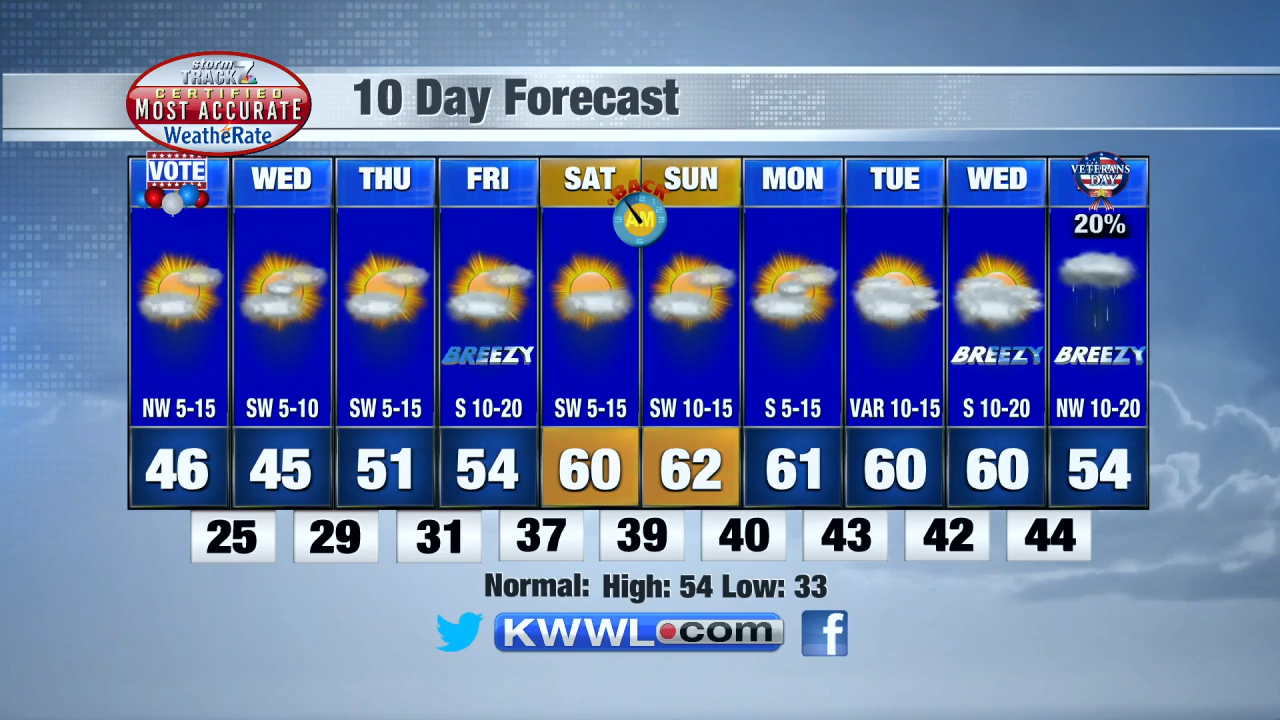 storm
TRACK 7
CERTIFIED
MOST ACCURATE
WeatheRate
10 Day Forecast
VOTE WED THU FRI SAT SUN MON TUE WED VETERANS DAY
BACK
AM
20%
BREEZY BREEZY BREEZY
NW 5-15 SW 5-10 SW 5-15 S 10-20 SW 5-15 SW 10-15 S 5-15 VAR 10-15 S 10-20 NW 10-20
46 45 51 54 60 62 61 60 60 54
25 29 31 37 39 40 43 42 44
Normal: High: 54 Low: 33
KWWL.com f